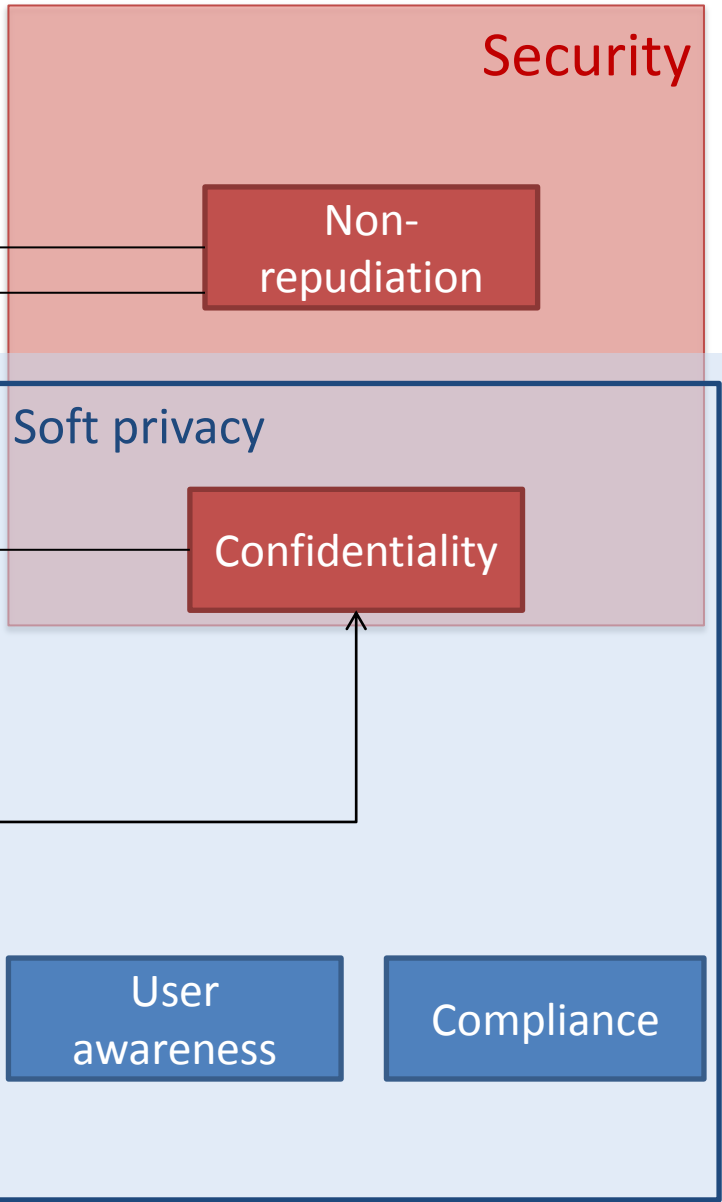 Security
Non-
repudiation
Soft privacy
Confidentiality
User
awareness
Compliance